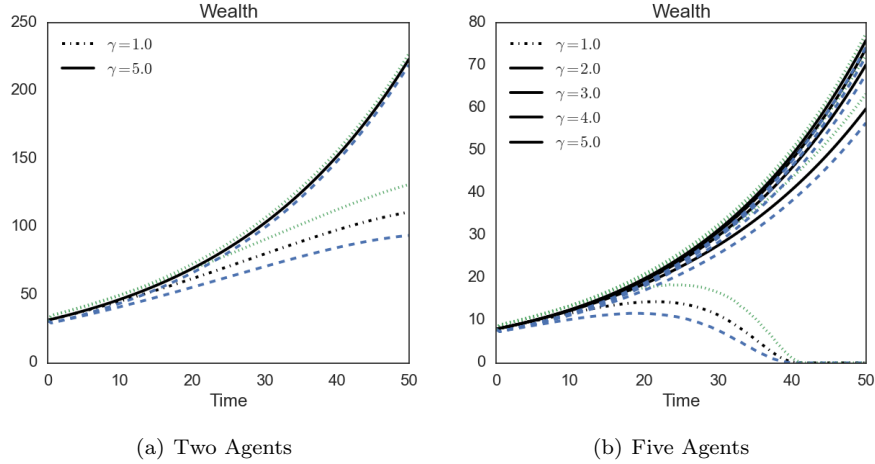 Wealth
250
200
150
100
50
0
γ=1.0
γ=5.0
0 10 20 30 40 50
Time
(a) Two Agents
Wealth
80
70
60
50
40
30
20
10
0
γ=1.0
γ=2.0
γ=3.0
γ=4.0
γ=5.0
0 10 20 30 40 50
Time
(b) Five Agents